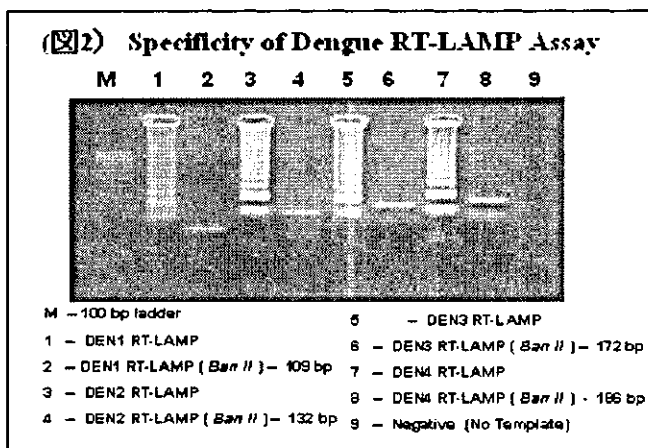 (図2) Specificity of Dengue RT-LAMP Assay
M 1 2 3 4 5 6 7 8 9
M – 100 bp ladder
1 – DEN1 RT-LAMP
2 – DEN1 RT-LAMP ( Ban II ) – 109 bp
3 – DEN2 RT-LAMP
4 – DEN2 RT-LAMP ( Ban II ) – 132 bp
5 – DEN3 RT-LAMP
6 – DEN3 RT-LAMP ( Ban II ) – 172 bp
7 – DEN4 RT-LAMP
8 – DEN4 RT-LAMP ( Ban II ) - 186 bp
9 – Negative (No Template)